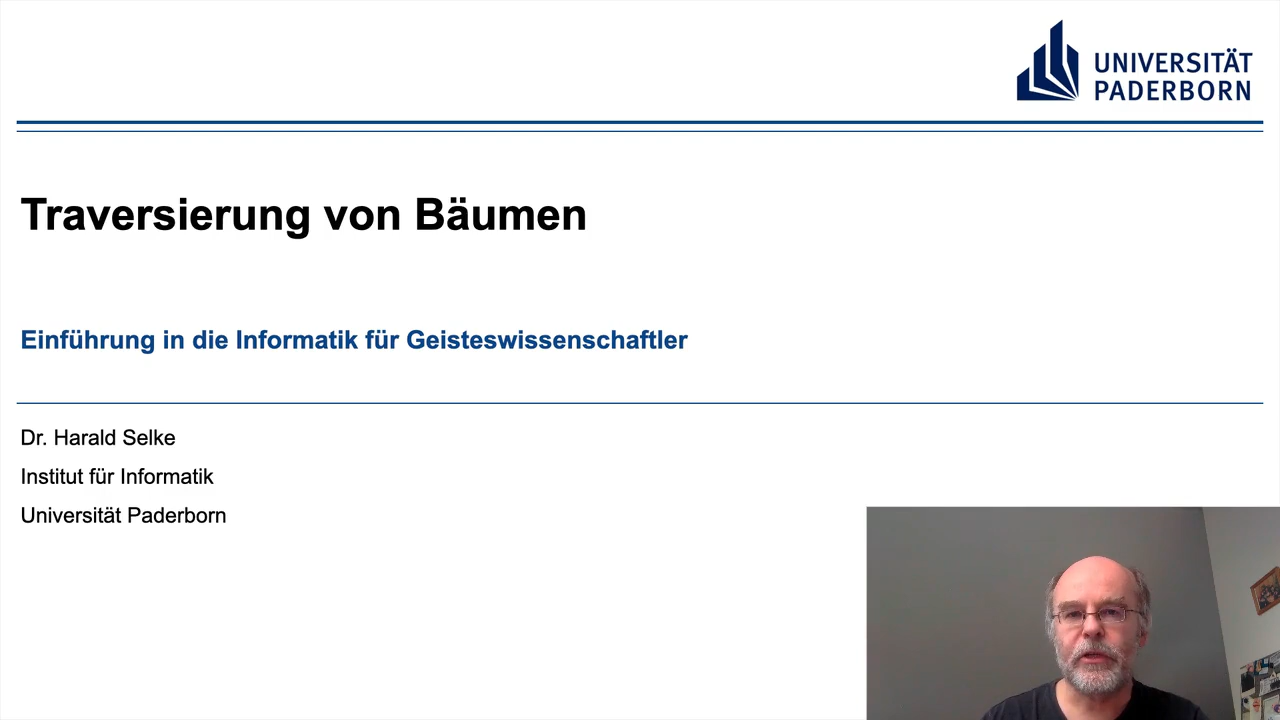 UNIVERSITÄT
PADERBORN
Traversierung von Bäumen
Einführung in die Informatik für Geisteswissenschaftler
Dr. Harald Selke
Institut für Informatik
Universität Paderborn